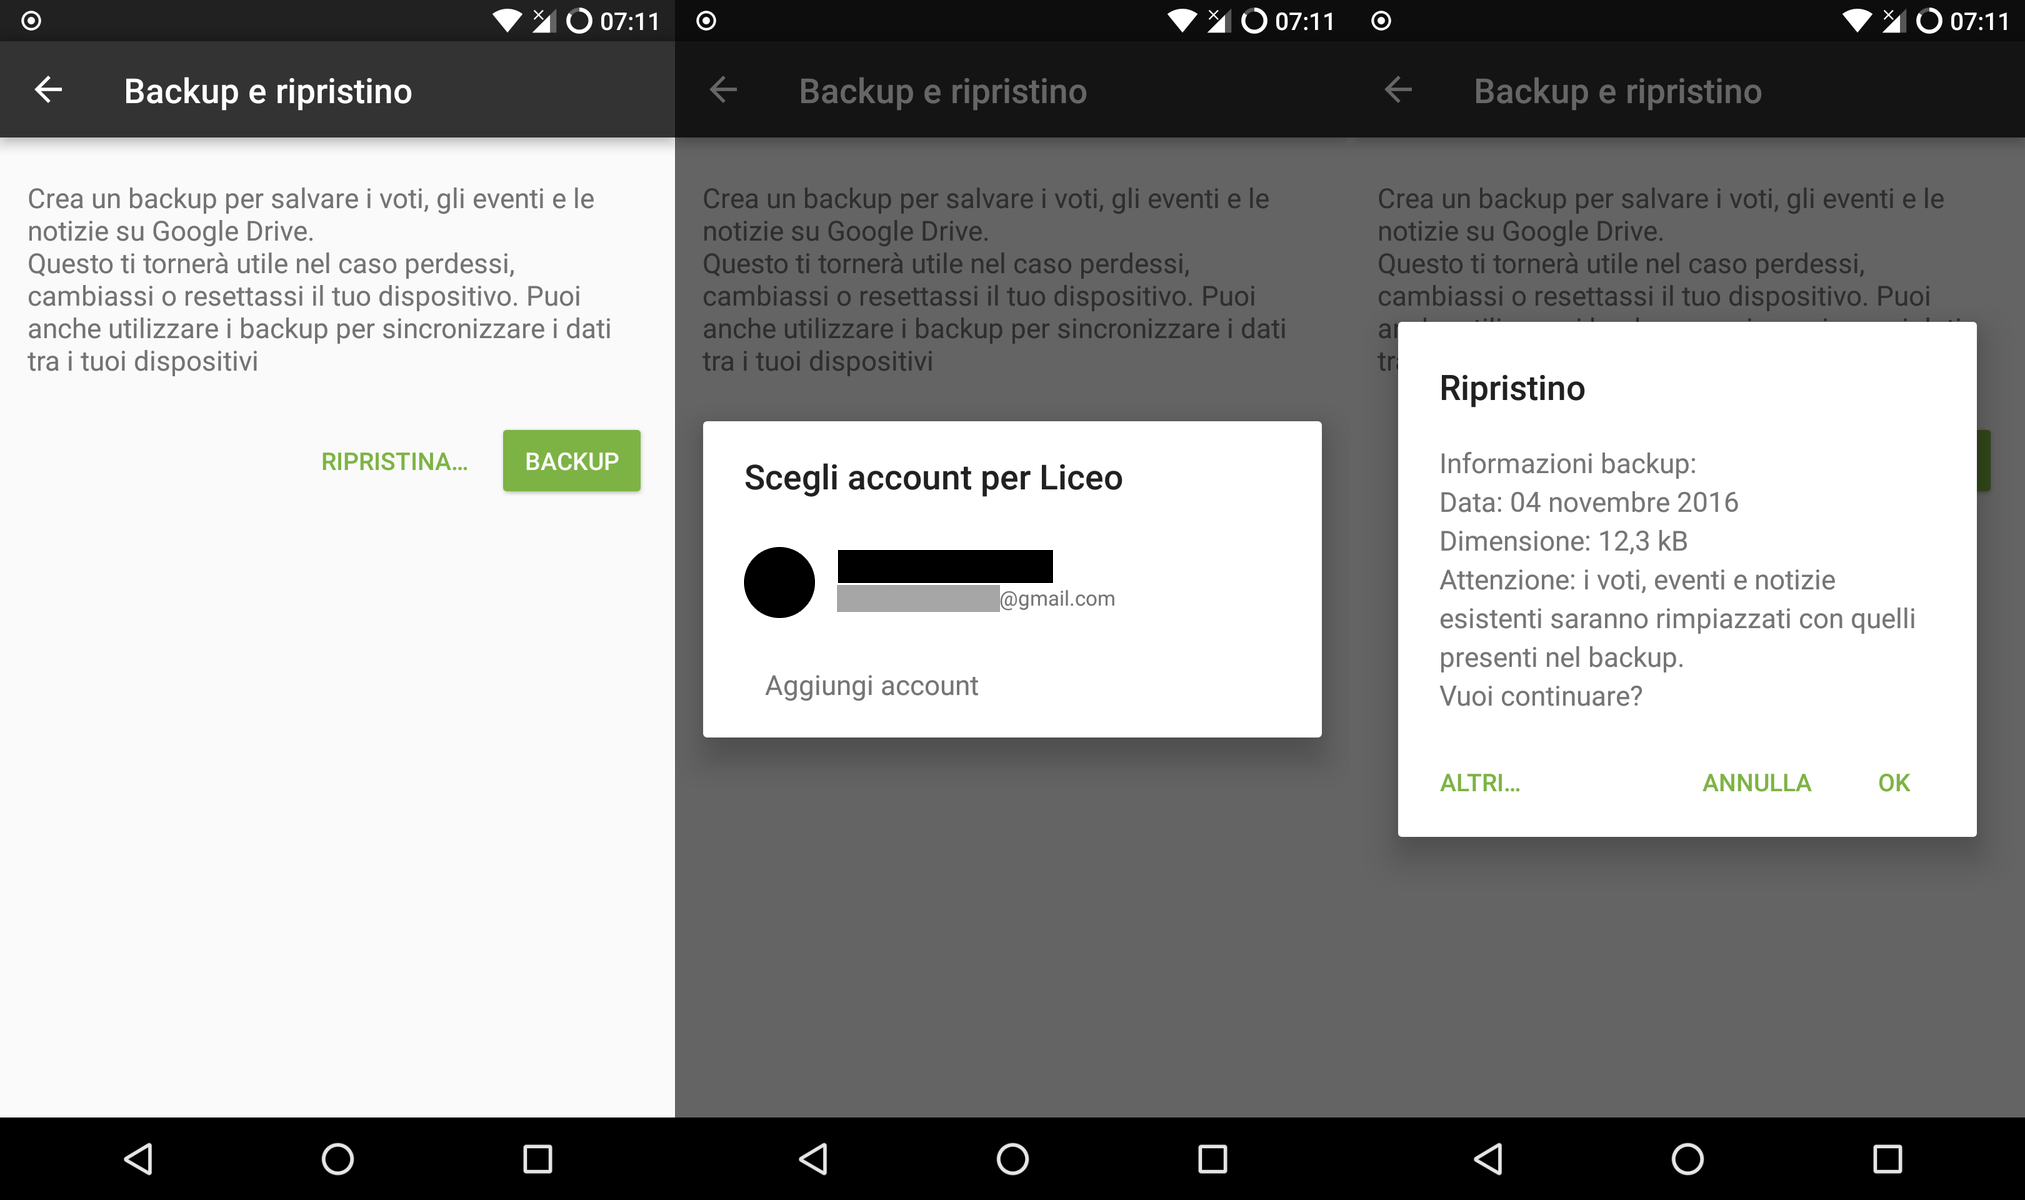 07:11
Backup e ripristino
Crea un backup per salvare i voti, gli eventi e le
notizie su Google Drive.
Questo ti tornerà utile nel caso perdessi,
cambiassi o resettassi il tuo dispositivo. Puoi
anche utilizzare i backup per sincronizzare i dati
tra i tuoi dispositivi
RIPRISTINA...
BACKUP
07:11
Backup e ripristino
Crea un backup per salvare i voti, gli eventi e le
notizie su Google Drive.
Questo ti tornerà utile nel caso perdessi,
cambiassi o resettassi il tuo dispositivo. Puoi
anche utilizzare i backup per sincronizzare i dati
tra i tuoi dispositivi
Scegli account per Liceo
@gmail.com
Aggiungi account
07:11
Backup e ripristino
Crea un backup per salvare i voti, gli eventi e le
notizie su Google Drive.
Questo ti tornerà utile nel caso perdessi,
cambiassi o resettassi il tuo dispositivo. Puoi
Ripristino
Informazioni backup:
Data: 04 novembre 2016
Dimensione: 12,3 kB
Attenzione: i voti, eventi e notizie
esistenti saranno rimpiazzati con quelli
presenti nel backup.
Vuoi continuare?
ALTRI...
ANNULLA
OK